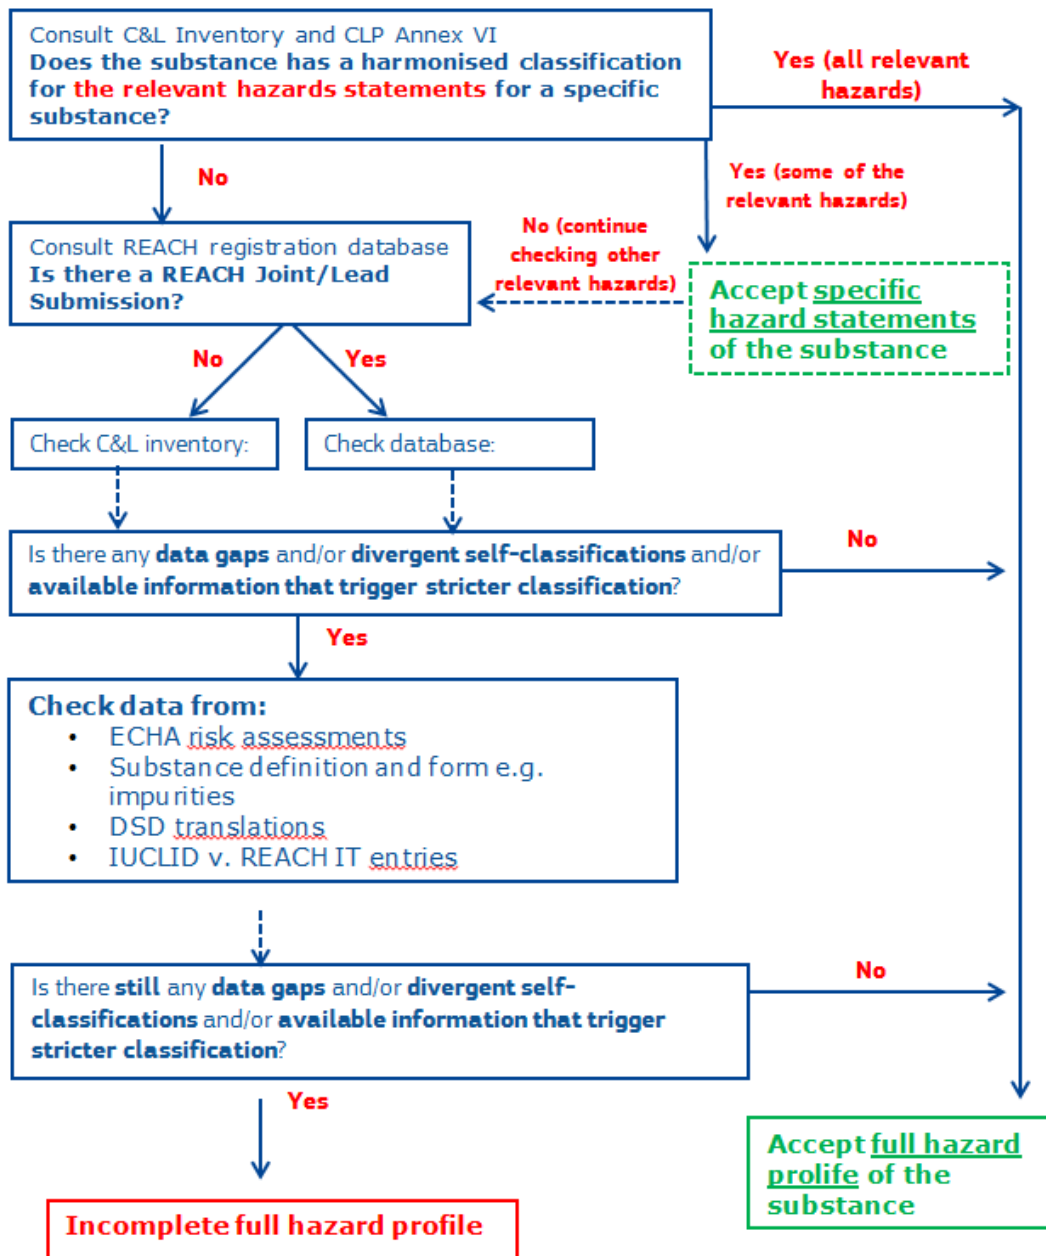 Consult C&L Inventory and CLP Annex VI
Does the substance has a harmonised classification
for the relevant hazards statements for a specific
substance?
Yes (all relevant
hazards)
No
Yes (some of the
relevant hazards)
No (continue
checking other
relevant hazards)
Consult REACH registration database
Is there a REACH Joint/Lead
Submission?
Accept specific
hazard statements
of the substance
No
Yes
Check C&L inventory:
Check database:
Is there any data gaps and/or divergent self-classifications and/or
available information that trigger stricter classification?
No
Yes
Check data from:
• ECHA risk assessments
• Substance definition and form e.g.
impurities
• DSD translations
• IUCLID v. REACH IT entries
Is there still any data gaps and/or divergent self-
classifications and/or available information that trigger
stricter classification?
No
Yes
Accept full hazard
prolife of the
substance
Incomplete full hazard profile